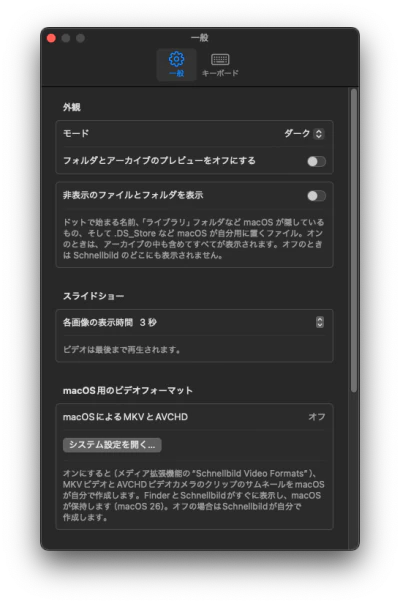 一般
一般
キーボード
外観
モード
ダーク
フォルダとアーカイブのプレビューをオフにする
非表示のファイルとフォルダを表示
ドットで始まる名前、「ライブラリ」フォルダなど macOS が隠している
もの、そして .DS_Store など macOS が自分用に置くファイル。オン
のときは、アーカイブの中も含めてすべてが表示されます。オフのとき
は Schnellbild のどこにも表示されません。
スライドショー
各画像の表示時間 3 秒
ビデオは最後まで再生されます。
macOS 用のビデオフォーマット
macOS による MKV と AVCHD
オフ
システム設定を開く...
オンにすると（メディア拡張機能の "Schnellbild Video Formats"）、
MKV ビデオと AVCHD ビデオカメラのクリップのサムネールを macOS
が自分で作成します。Finder と Schnellbild がすぐに表示し、macOS
が保持します（macOS 26）。オフの場合は Schnellbild が自分で
作成します。